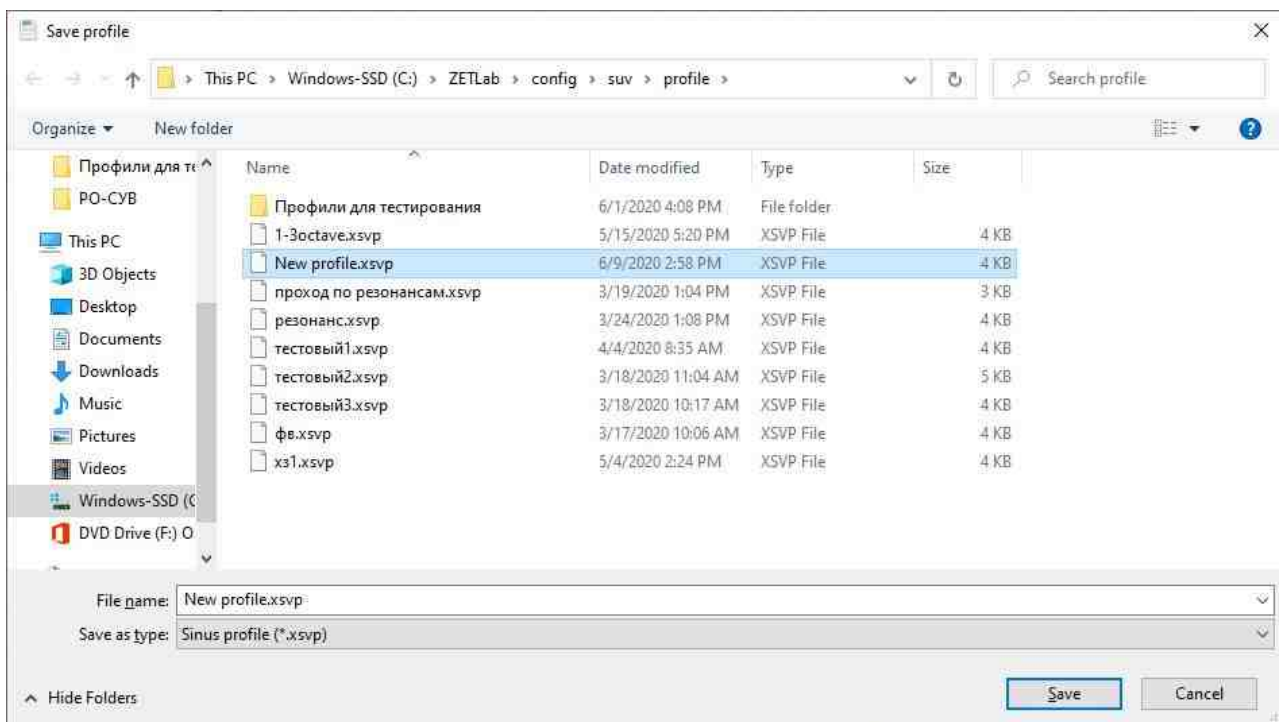 Save profile
This PC > Windows-SSD (C:) > ZETLab > config > suv > profile >
Search profile
Organize
New folder
Name
Date modified
Type
Size
Профили для те
РО-СУВ
This PC
3D Objects
Desktop
Documents
Downloads
Music
Pictures
Videos
Windows-SSD (C
DVD Drive (F:) O
Профили для тестирования 6/1/2020 4:08 PM File folder
1-3octave.xsvp 5/15/2020 5:20 PM XSVP File 4 KB
New profile.xsvp 6/9/2020 2:58 PM XSVP File 4 KB
проход по резонансам.xsvp 3/19/2020 1:04 PM XSVP File 3 KB
резонанс.xsvp 3/24/2020 1:08 PM XSVP File 4 KB
тестовый1.xsvp 4/4/2020 8:35 AM XSVP File 4 KB
тестовый2.xsvp 3/18/2020 11:04 AM XSVP File 5 KB
тестовый3.xsvp 3/18/2020 10:17 AM XSVP File 4 KB
фв.xsvp 3/17/2020 10:06 AM XSVP File 4 KB
хз1.xsvp 5/4/2020 2:24 PM XSVP File 4 KB
File name: New profile.xsvp
Save as type: Sinus profile (*.xsvp)
Hide Folders
Save
Cancel